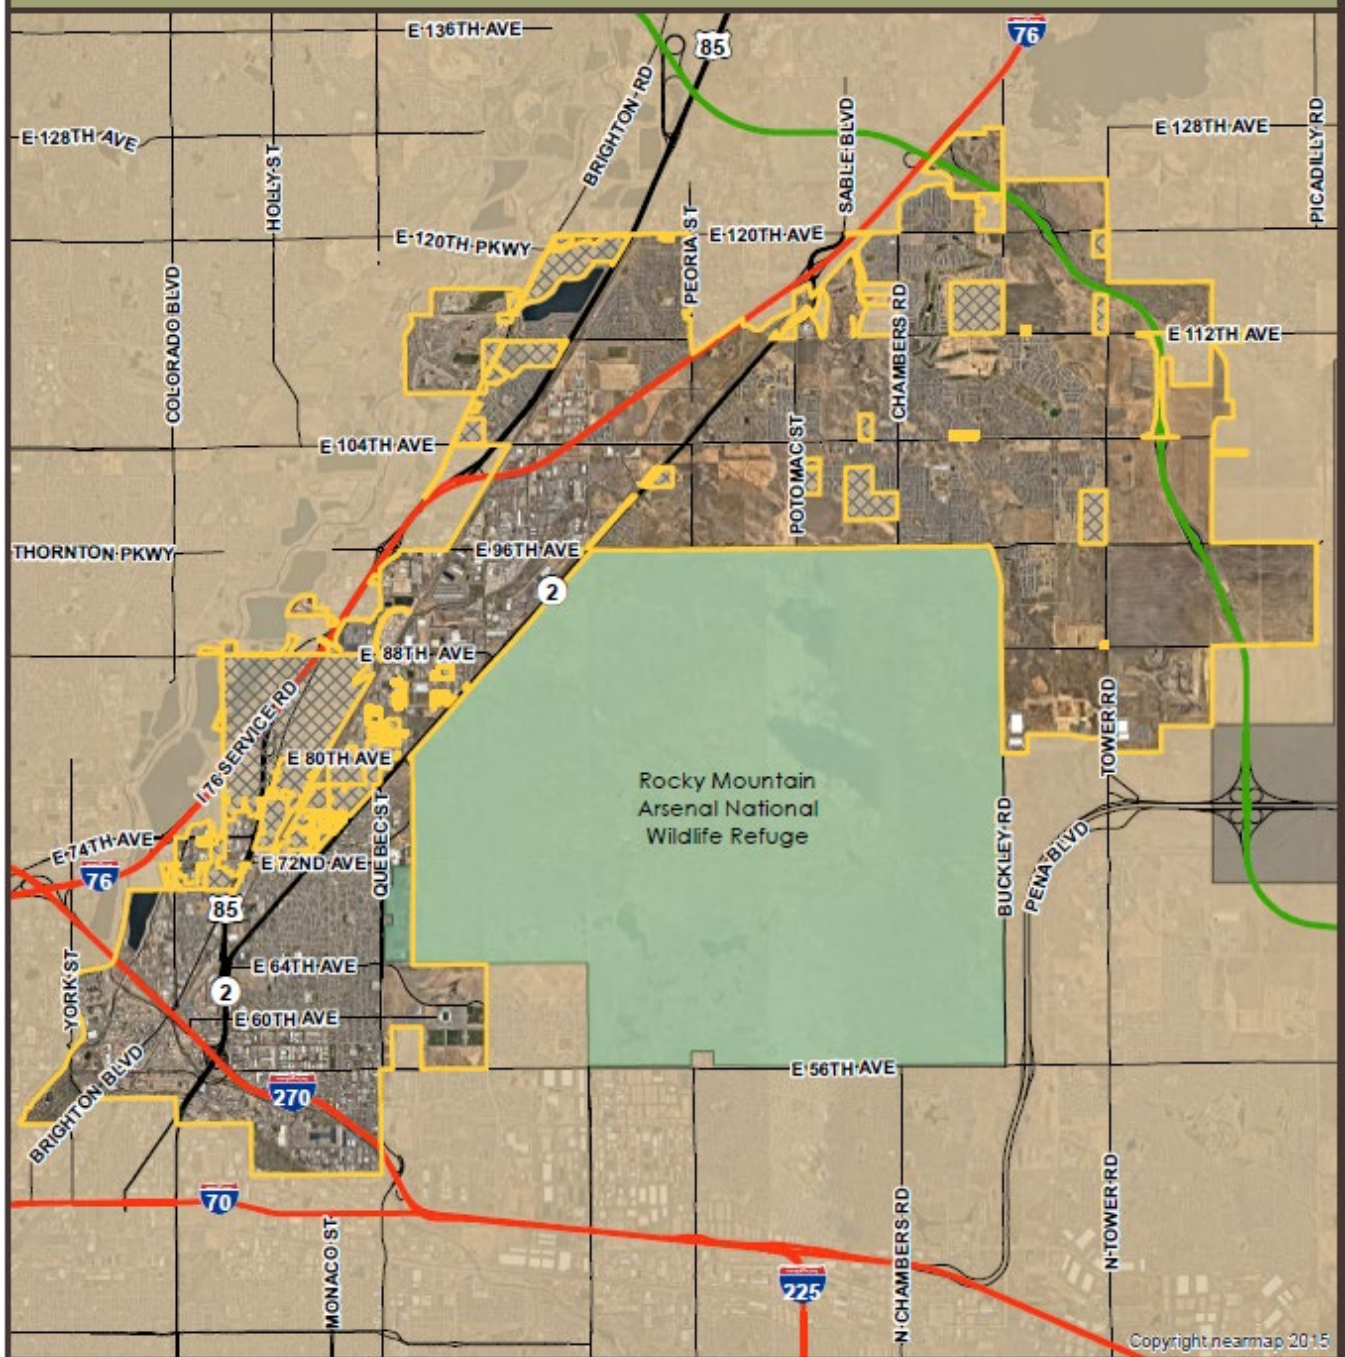 E 136TH AVE
85
76
BRIGHTON RD
SABLE BLVD
PICADILLY RD
E 128TH AVE
E 128TH AVE
HOLLY ST
PEORIA ST
E 120TH PKWY
E 120TH AVE
COLORADO BLVD
CHAMBERS RD
E 112TH AVE
E 104TH AVE
POTOMAC ST
THORNTON PKWY
E 96TH AVE
2
E 88TH AVE
I 76 SERVICE RD
TOWER RD
E 80TH AVE
Rocky Mountain
Arsenal National
Wildlife Refuge
QUEBEC ST
BUCKLEY RD
PENA BLVD
E 74TH AVE
E 72ND AVE
76
85
YORK ST
E 64TH AVE
2
E 60TH AVE
E 56TH AVE
BRIGHTON BLVD
270
70
MONACO ST
225
N CHAMBERS RD
N TOWER RD
Copyright nearmap 2015